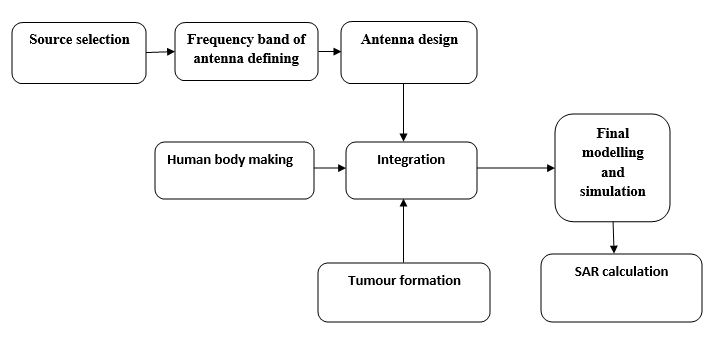 Source selection
Frequency band of
antenna defining
Antenna design
Human body making
Integration
Final
modelling
and
simulation
Tumour formation
SAR calculation